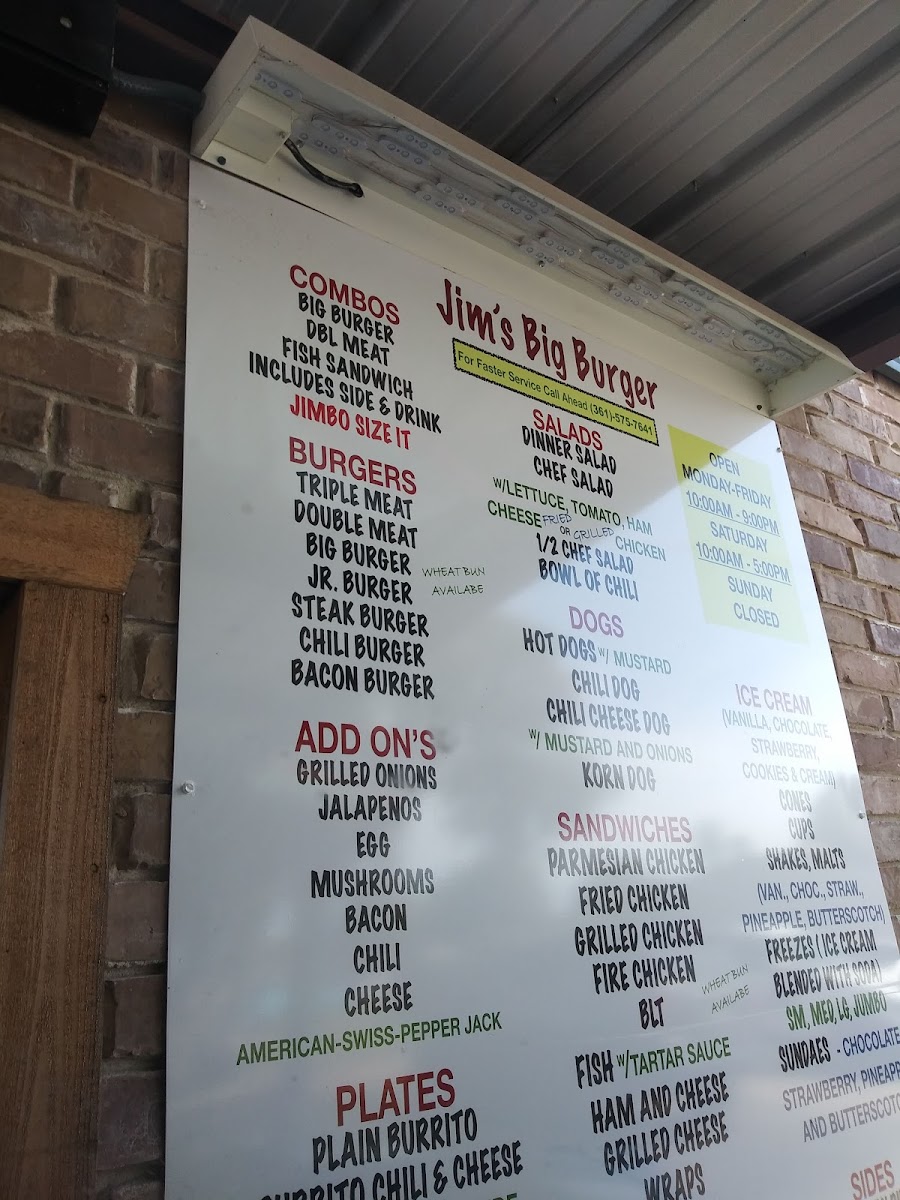 COMBOS
BIG BURGER
DBL MEAT
FISH SANDWICH
INCLUDES SIDE & DRINK
JIMBO SIZE IT
BURGERS
TRIPLE MEAT
DOUBLE MEAT
BIG BURGER
JR. BURGER
WHEAT BUN
AVAILABE
STEAK BURGER
CHILI BURGER
BACON BURGER
ADD ON'S
GRILLED ONIONS
JALAPENOS
EGG
MUSHROOMS
BACON
CHILI
CHEESE
AMERICAN-SWISS-PEPPER JACK
PLATES
PLAIN BURRITO
BURRITO CHILI & CHEESE
Jim's Big Burger
For Faster Service Call Ahead (361)-575-7641
SALADS
DINNER SALAD
CHEF SALAD
W/LETTUCE, TOMATO, HAM
CHEESE FRIED OR GRILLED CHICKEN
1/2 CHEF SALAD
BOWL OF CHILI
DOGS
HOT DOGS W/ MUSTARD
CHILI DOG
CHILI CHEESE DOG
W/ MUSTARD AND ONIONS
KORN DOG
SANDWICHES
PARMESIAN CHICKEN
FRIED CHICKEN
GRILLED CHICKEN
FIRE CHICKEN
BLT
WHEAT BUN
AVAILABE
FISH W/TARTAR SAUCE
HAM AND CHEESE
GRILLED CHEESE
WRAPS
OPEN
MONDAY-FRIDAY
10:00AM - 9:00PM
SATURDAY
10:00AM - 5:00PM
SUNDAY
CLOSED
ICE CREAM
(VANILLA, CHOCOLATE,
STRAWBERRY,
COOKIES & CREAM)
CONES
CUPS
SHAKES, MALTS
(VAN., CHOC., STRAW.,
PINEAPPLE, BUTTERSCOTCH)
FREEZES ( ICE CREAM
BLENDED WITH SODA)
SM, MED, LG, JUMBO
SUNDAES - CHOCOLATE
STRAWBERRY, PINEAPP
AND BUTTERSCOTC
SIDES